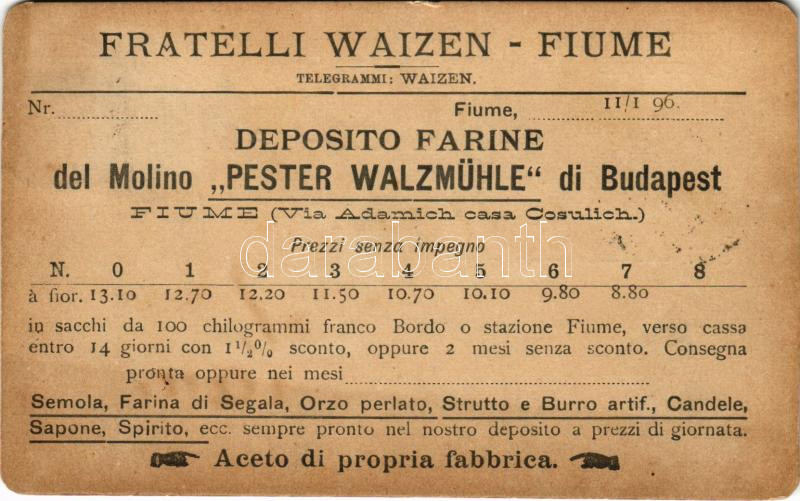 FRATELLI WAIZEN - FIUME
TELEGRAMMI: WAIZEN.
Nr. Fiume, 11/1 96.
DEPOSITO FARINE
del Molino „PESTER WALZMÜHLE“ di Budapest
FIUME (Via Adamich casa Cosulich.)
Prezzi senza impegno
N. 0 1 2 3 4 5 6 7 8
à fior. 13.10 12.70 12.20 11.50 10.70 10.10 9.80 8.80
in sacchi da 100 chilogrammi franco Bordo o stazione Fiume, verso cassa
entro 14 giorni con 1 1/2 % sconto, oppure 2 mesi senza sconto. Consegna
pronta oppure nei mesi
Semola, Farina di Segala, Orzo perlato, Strutto e Burro artif., Candele,
Sapone, Spirito, ecc. sempre pronto nel nostro deposito a prezzi di giornata.
Aceto di propria fabbrica.
darabanth